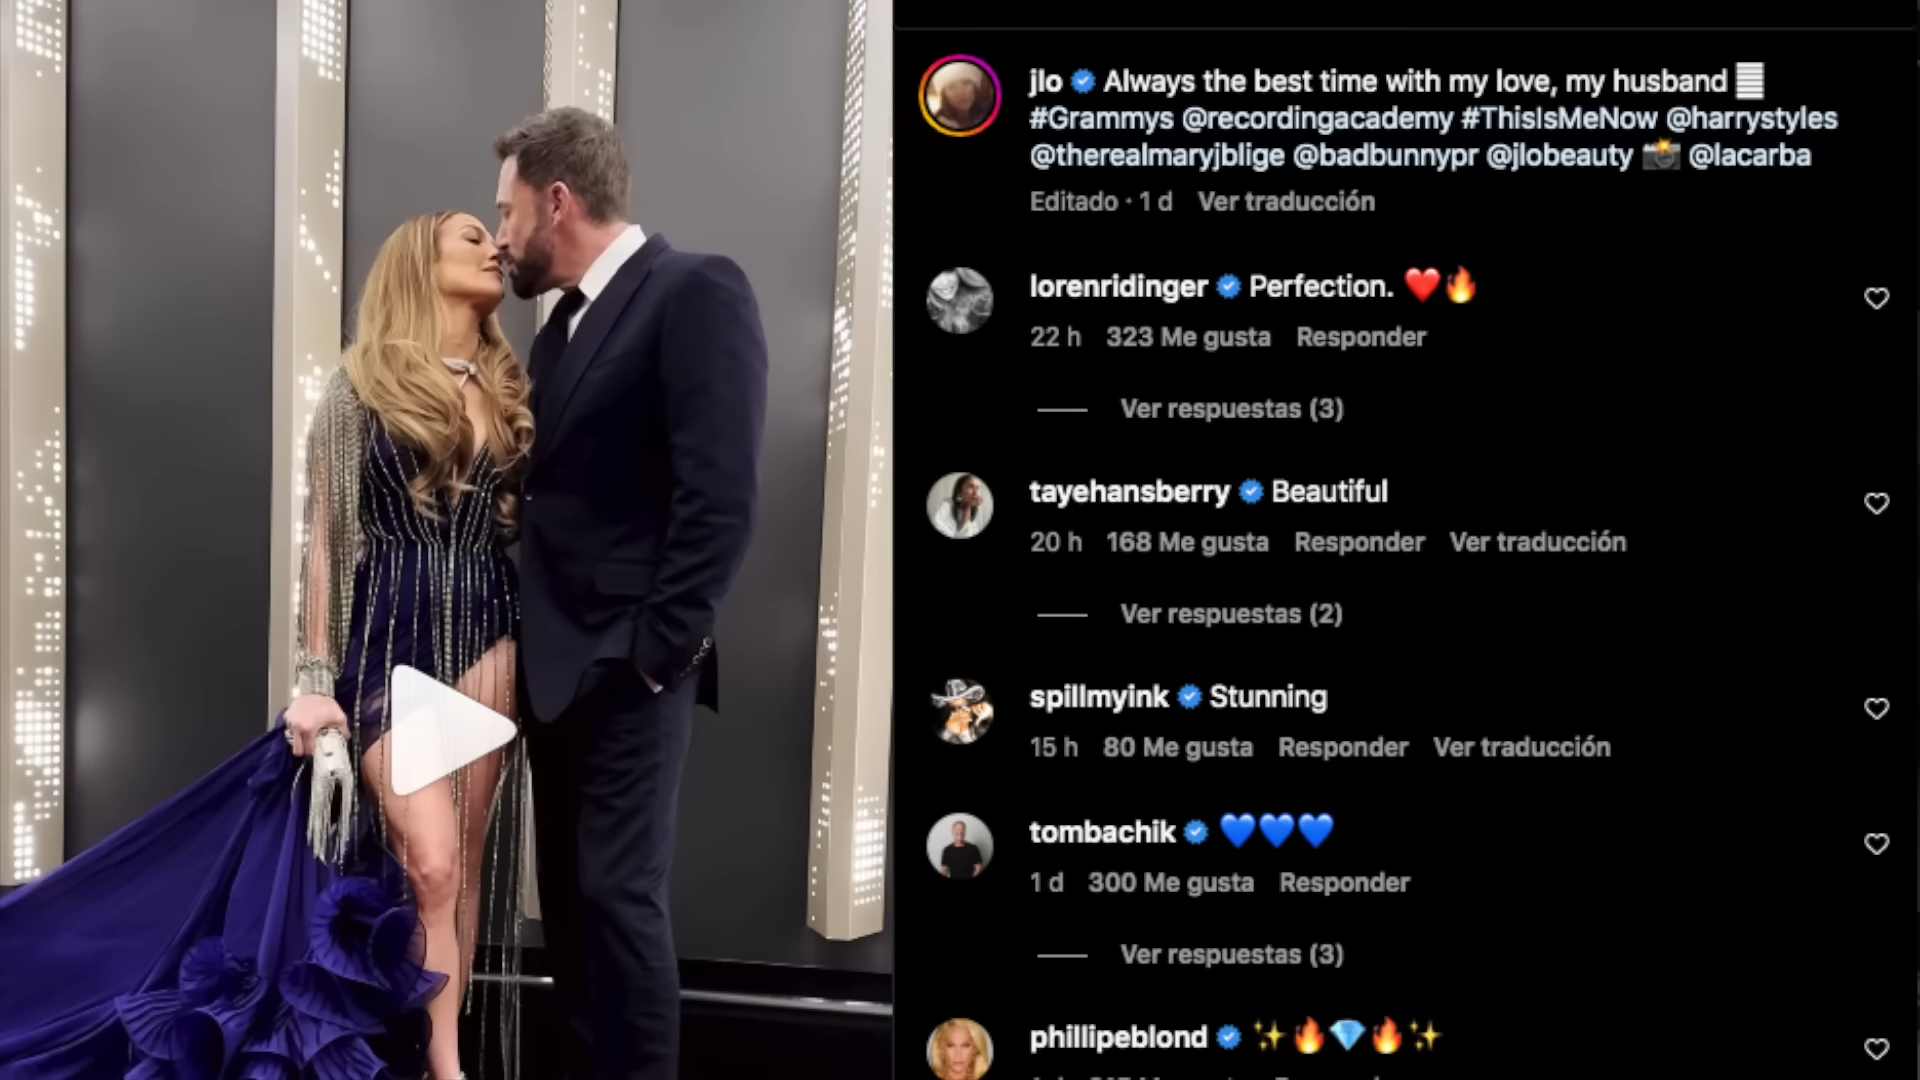 jlo Always the best time with my love, my husband
#Grammys @recordingacademy #ThisIsMeNow @harrystyles
@therealmaryjblige @badbunnypr @jlobeauty 📸 @lacarba
Editado · 1 d Ver traducción
lorenridinger Perfection. ❤️🔥
22 h 323 Me gusta Responder
Ver respuestas (3)
tayehansberry Beautiful
20 h 168 Me gusta Responder Ver traducción
Ver respuestas (2)
spillmyink Stunning
15 h 80 Me gusta Responder Ver traducción
tombachik 💙💙💙
1 d 300 Me gusta Responder
Ver respuestas (3)
phillipeblond ✨🔥💎🔥✨